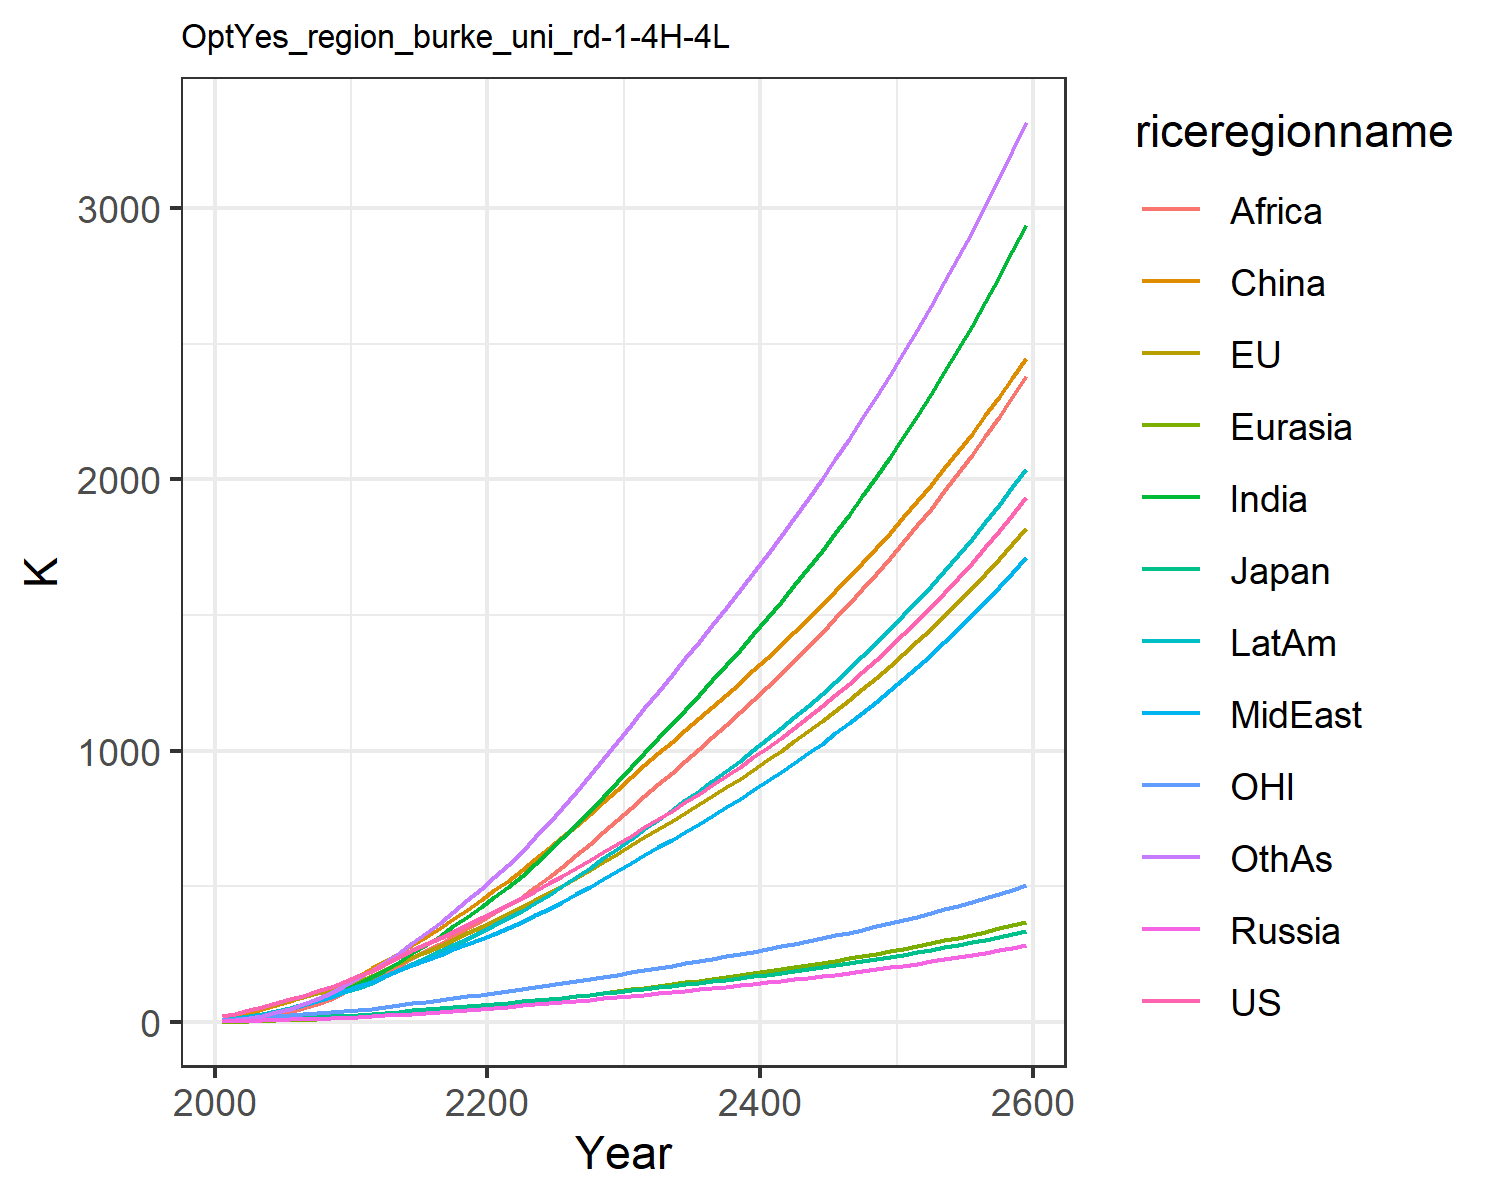 OptYes_region_burke_uni_rd-1-4H-4L
K
3000
2000
1000
0
2000
2200
2400
2600
Year
riceregionname
Africa
China
EU
Eurasia
India
Japan
LatAm
MidEast
OHI
OthAs
Russia
US